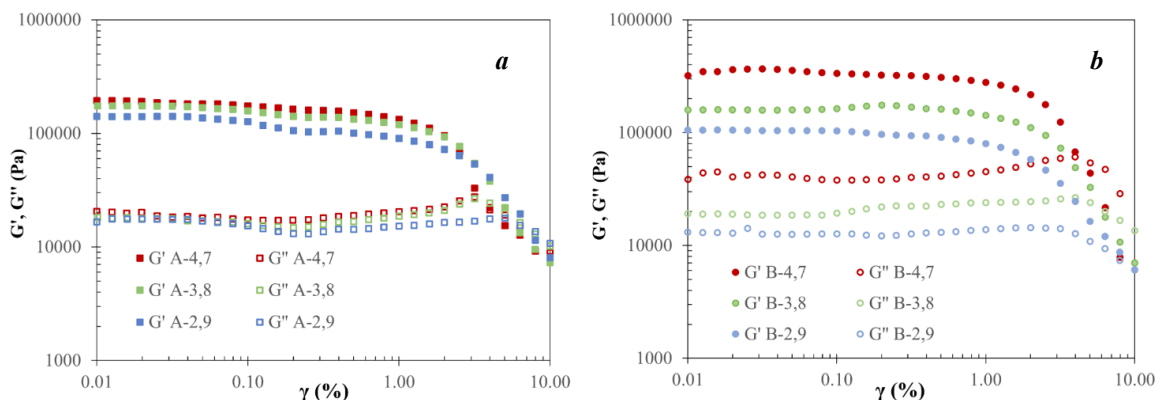 1000000
a
100000
G', G'' (Pa)
10000
G' A-4,7 G'' A-4,7
G' A-3,8 G'' A-3,8
G' A-2,9 G'' A-2,9
1000
0.01 0.10 1.00 10.00
γ (%)
1000000
b
100000
G', G'' (Pa)
10000
G' B-4,7 G'' B-4,7
G' B-3,8 G'' B-3,8
G' B-2,9 G'' B-2,9
1000
0.01 0.10 1.00 10.00
γ (%)